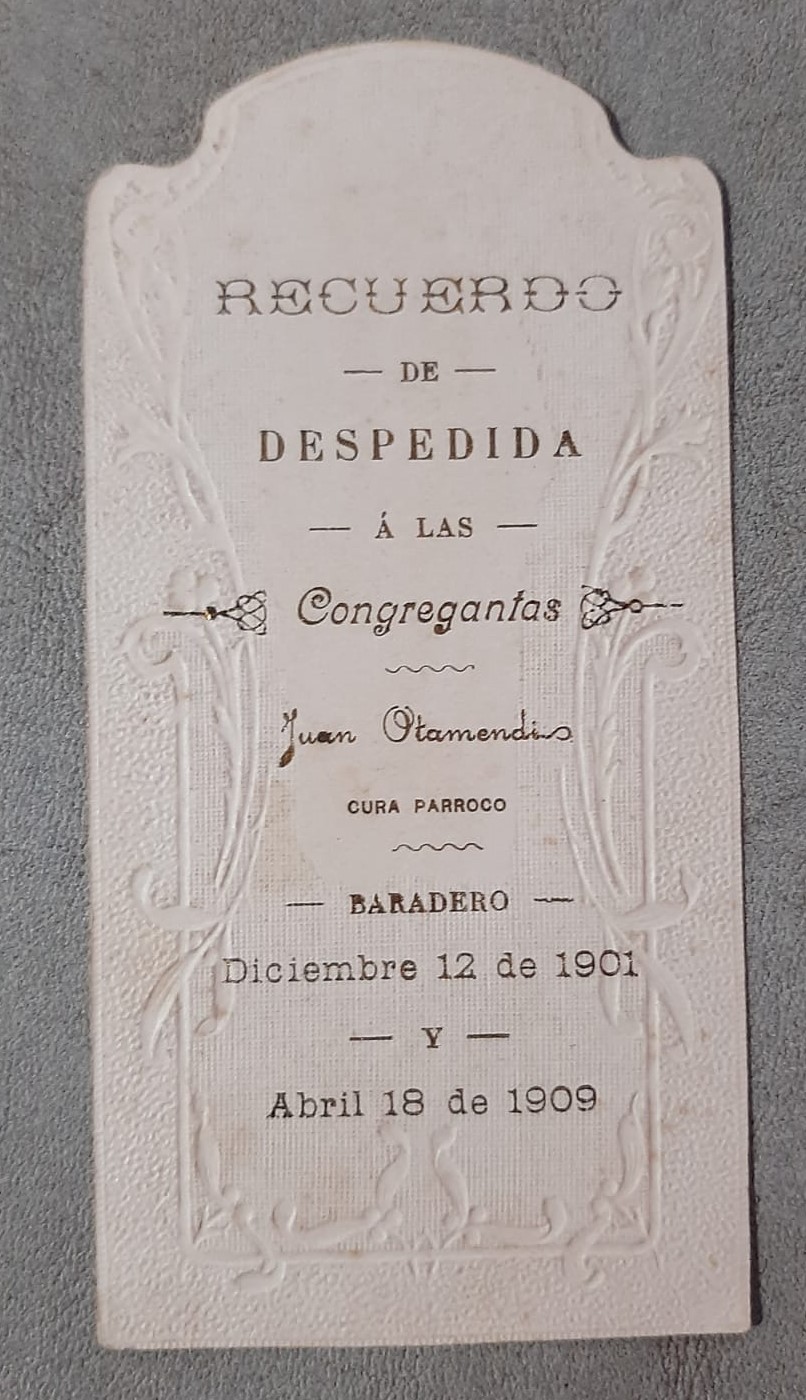 RECUERDO
— DE —
DESPEDIDA
— Á LAS —
Congregantas
Juan Otamendi
CURA PARROCO
— BARADERO —
Diciembre 12 de 1901
— Y —
Abril 18 de 1909